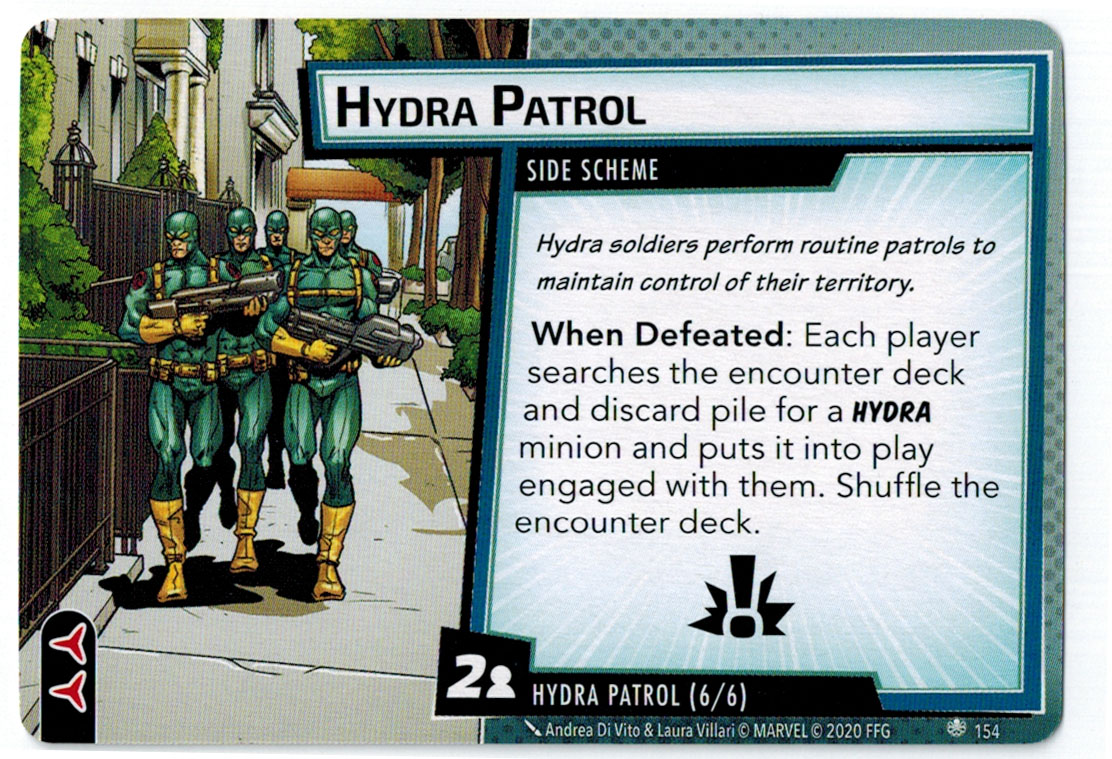 HYDRA PATROL
SIDE SCHEME
Hydra soldiers perform routine patrols to
maintain control of their territory.
When Defeated: Each player
searches the encounter deck
and discard pile for a HYDRA
minion and puts it into play
engaged with them. Shuffle the
encounter deck.
2
HYDRA PATROL (6/6)
Andrea Di Vito & Laura Villari © MARVEL © 2020 FFG 154